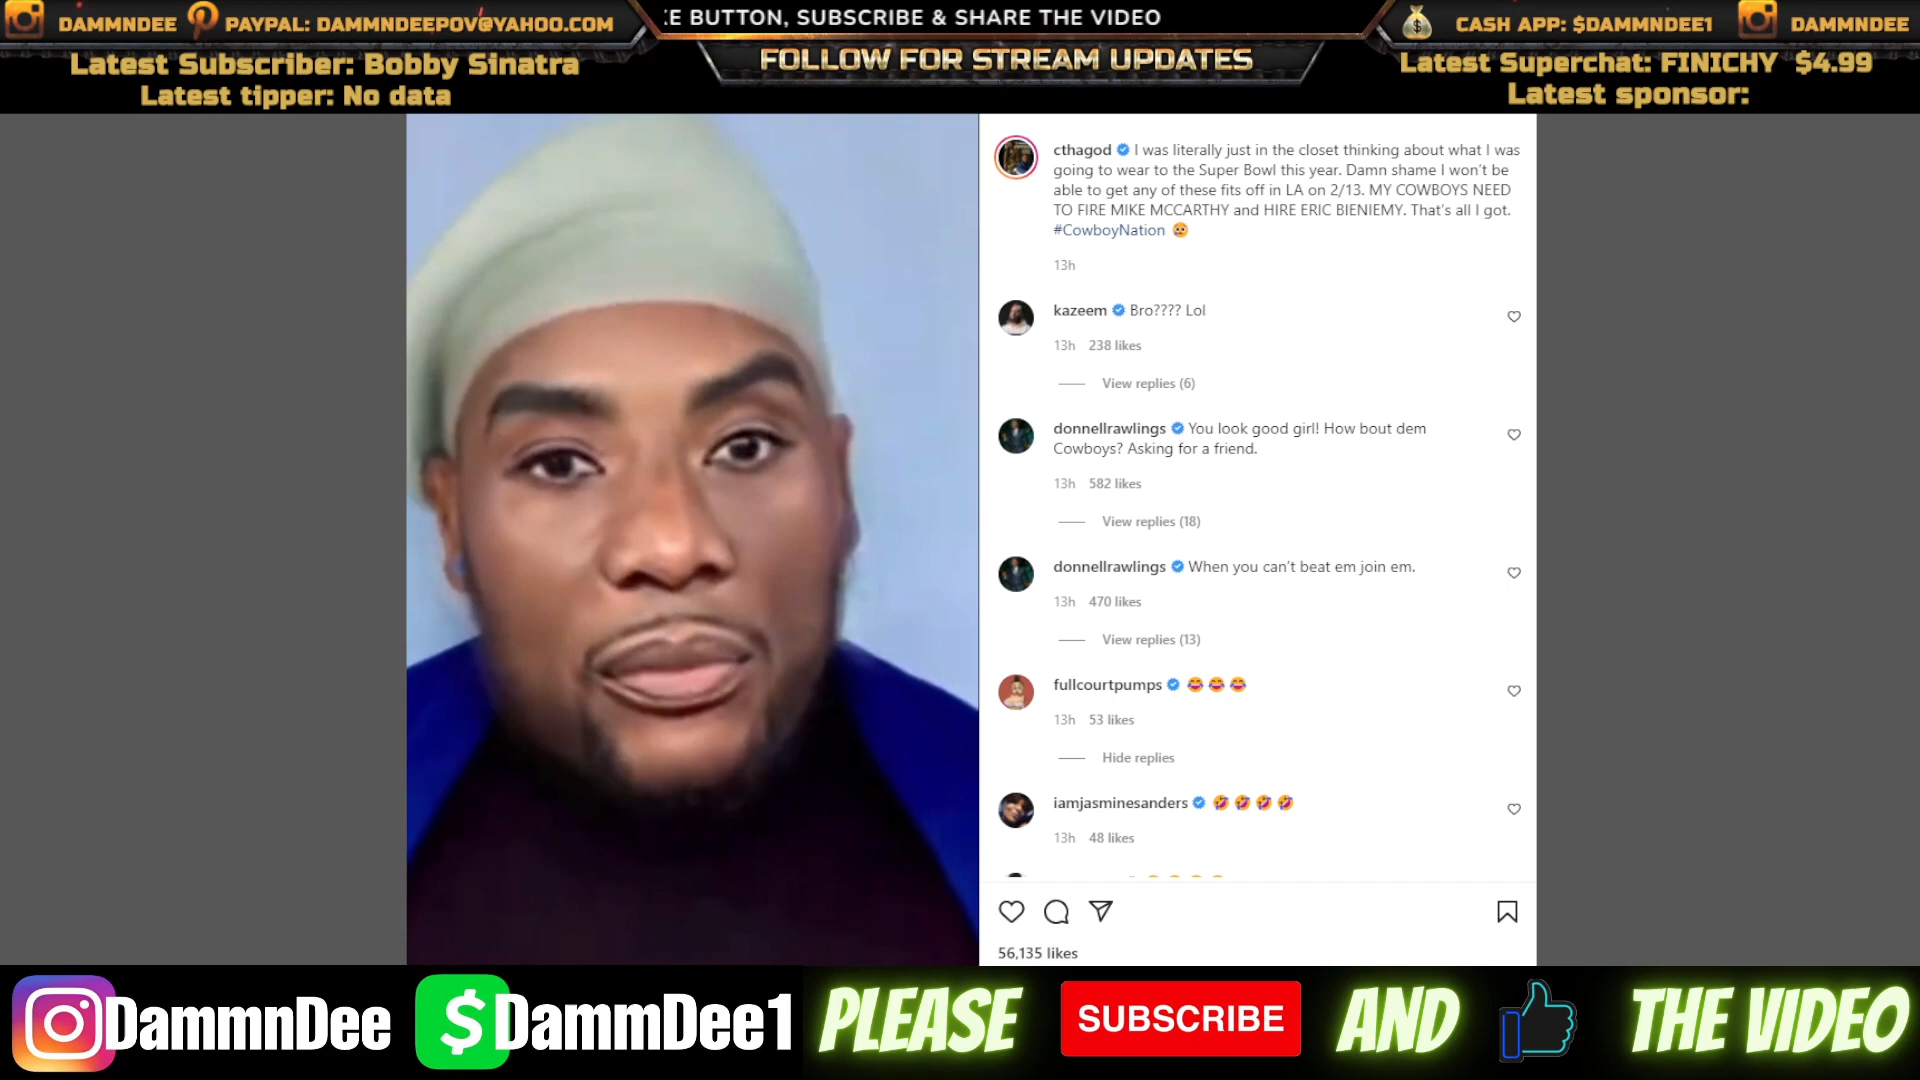 DAMMNDEE PAYPAL: DAMMNDEEPOV@YAHOO.COM
E BUTTON, SUBSCRIBE & SHARE THE VIDEO
CASH APP: $DAMMNDEE1 DAMMNDEE
Latest Subscriber: Bobby Sinatra
FOLLOW FOR STREAM UPDATES
Latest Superchat: FINICHY $4.99
Latest tipper: No data
Latest sponsor:
cthagod I was literally just in the closet thinking about what I was
going to wear to the Super Bowl this year. Damn shame I won't be
able to get any of these fits off in LA on 2/13. MY COWBOYS NEED
TO FIRE MIKE MCCARTHY and HIRE ERIC BIENIEMY. That's all I got.
#CowboyNation 😢
13h
kazeem Bro???? Lol
13h 238 likes
View replies (6)
donnellrawlings You look good girl! How bout dem
Cowboys? Asking for a friend.
13h 582 likes
View replies (18)
donnellrawlings When you can't beat em join em.
13h 470 likes
View replies (13)
fullcourtpumps 😂😂😂
13h 53 likes
Hide replies
iamjasminesanders 🤣🤣🤣🤣
13h 48 likes
56,135 likes
DammnDee $ DammDee1 PLEASE SUBSCRIBE AND THE VIDEO